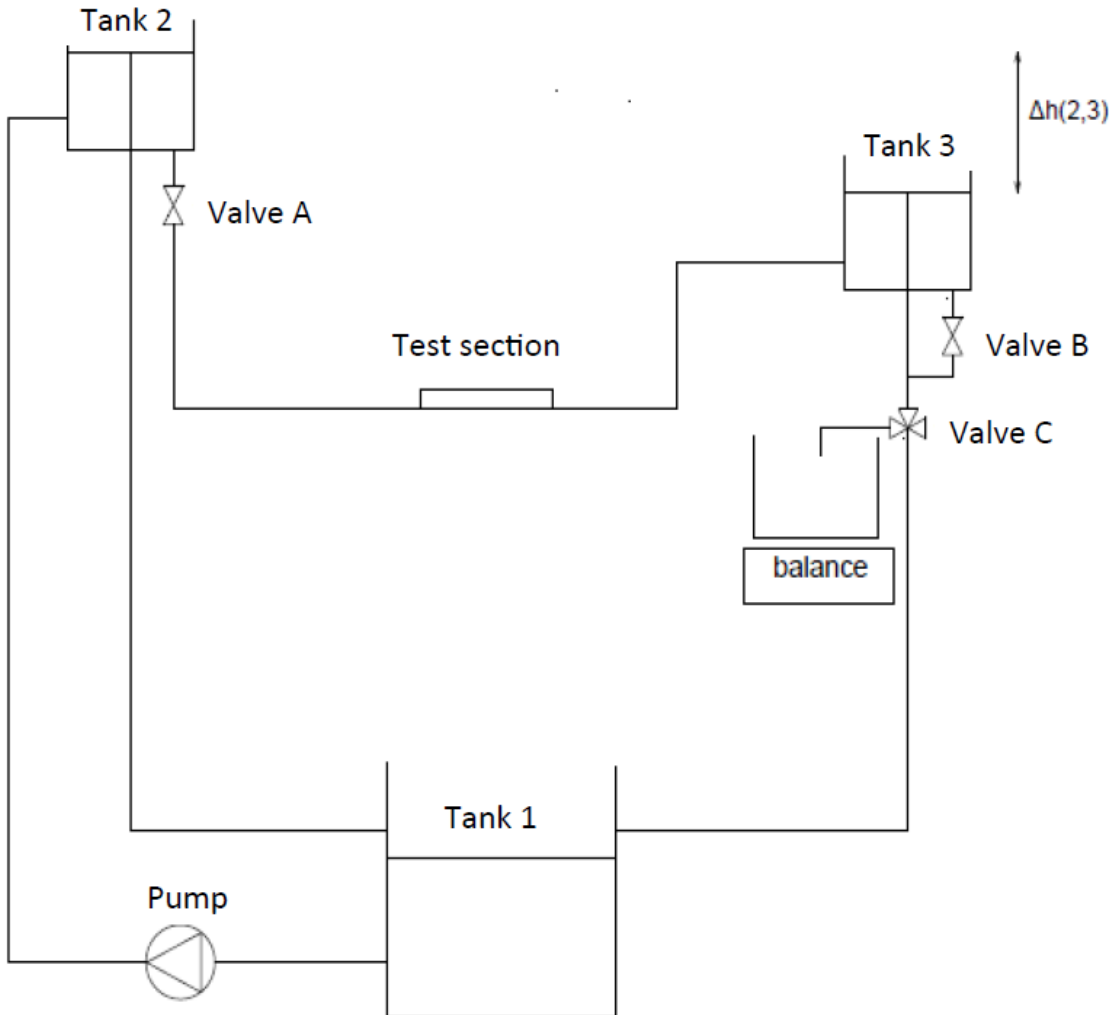 Tank 2
Δh(2,3)
Tank 3
Valve A
Test section
Valve B
Valve C
balance
Tank 1
Pump